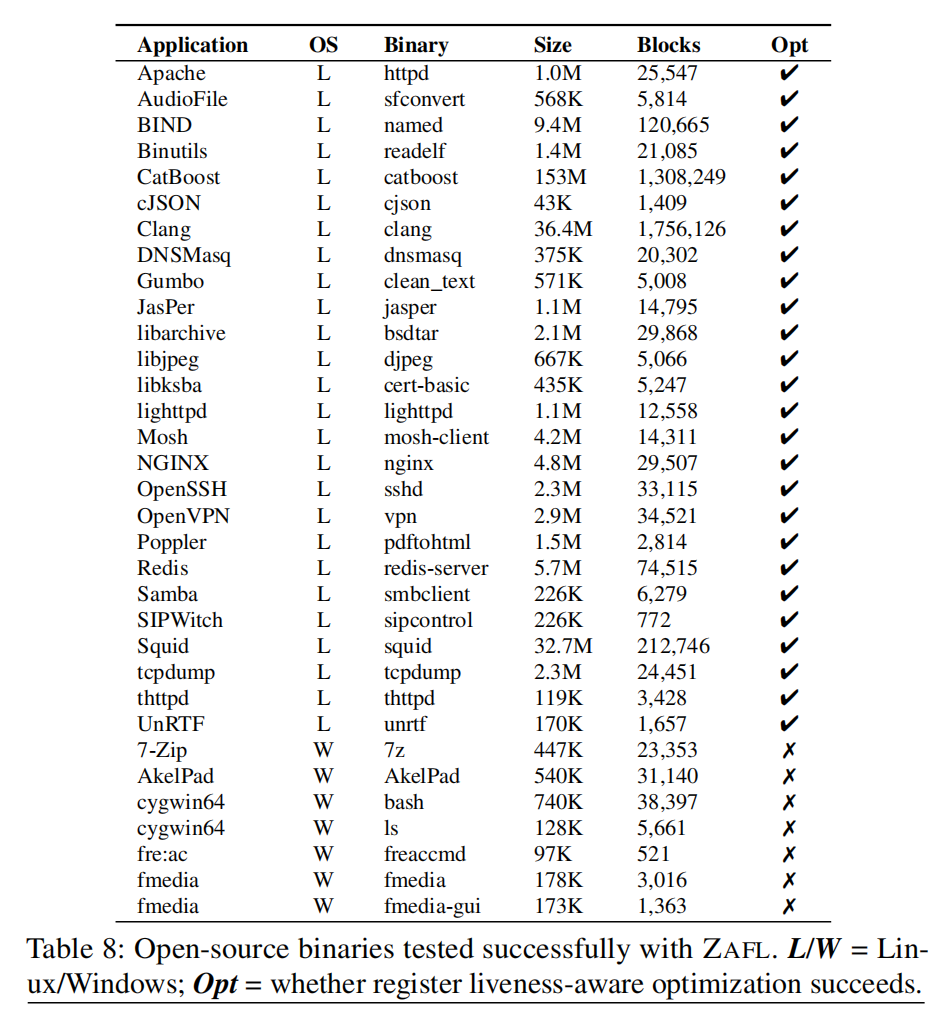 Application OS Binary Size Blocks Opt
Apache L httpd 1.0M 25,547 ✔
AudioFile L sfconvert 568K 5,814 ✔
BIND L named 9.4M 120,665 ✔
Binutils L readelf 1.4M 21,085 ✔
CatBoost L catboost 153M 1,308,249 ✔
cJSON L cjson 43K 1,409 ✔
Clang L clang 36.4M 1,756,126 ✔
DNSMasq L dnsmasq 375K 20,302 ✔
Gumbo L clean_text 571K 5,008 ✔
JasPer L jasper 1.1M 14,795 ✔
libarchive L bsdtar 2.1M 29,868 ✔
libjpeg L djpeg 667K 5,066 ✔
libksba L cert-basic 435K 5,247 ✔
lighttpd L lighttpd 1.1M 12,558 ✔
Mosh L mosh-client 4.2M 14,311 ✔
NGINX L nginx 4.8M 29,507 ✔
OpenSSH L sshd 2.3M 33,115 ✔
OpenVPN L vpn 2.9M 34,521 ✔
Poppler L pdftohtml 1.5M 2,814 ✔
Redis L redis-server 5.7M 74,515 ✔
Samba L smbclient 226K 6,279 ✔
SIPWitch L sipcontrol 226K 772 ✔
Squid L squid 32.7M 212,746 ✔
tcpdump L tcpdump 2.3M 24,451 ✔
thttpd L thttpd 119K 3,428 ✔
UnRTF L unrtf 170K 1,657 ✔
7-Zip W 7z 447K 23,353 ✗
AkelPad W AkelPad 540K 31,140 ✗
cygwin64 W bash 740K 38,397 ✗
cygwin64 W ls 128K 5,661 ✗
fre:ac W freaccmd 97K 521 ✗
fmedia W fmedia 178K 3,016 ✗
fmedia W fmedia-gui 173K 1,363 ✗
Table 8: Open-source binaries tested successfully with ZAFL. L/W = Lin-
ux/Windows; Opt = whether register liveness-aware optimization succeeds.